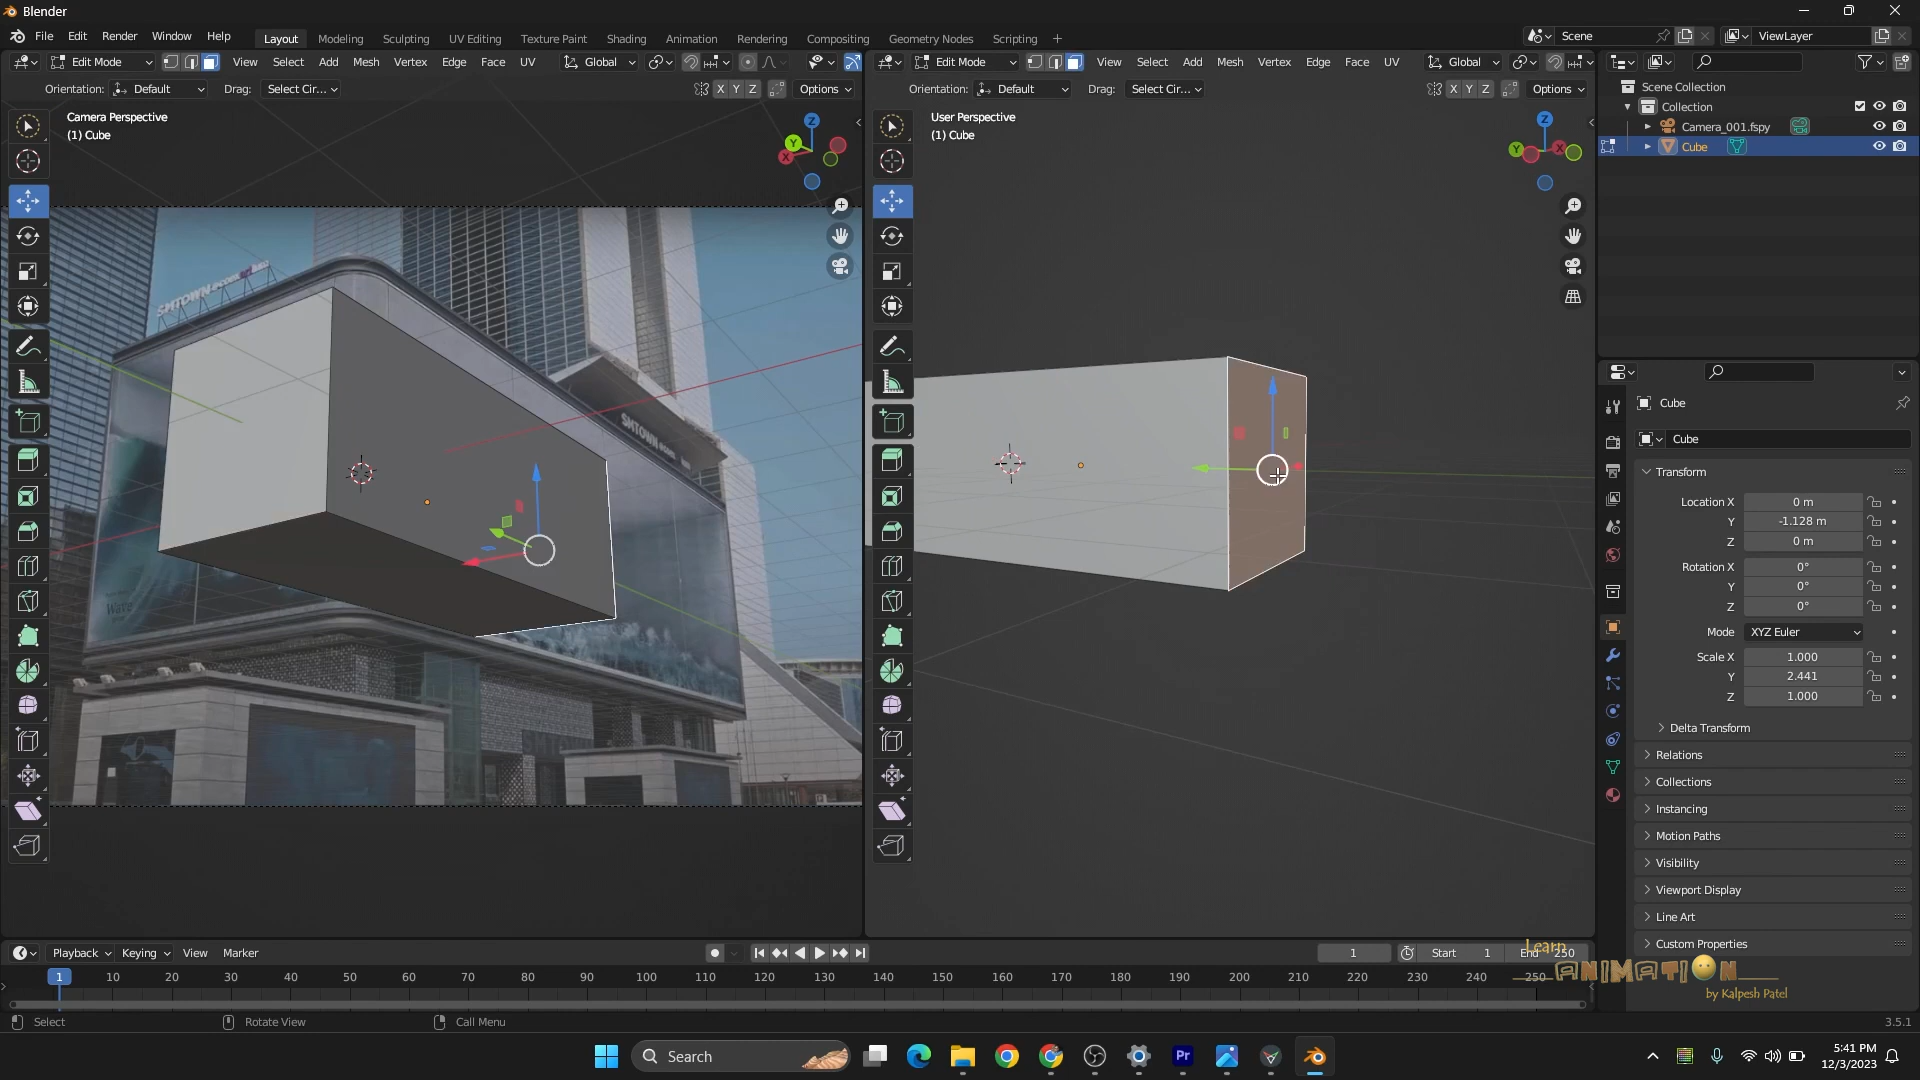 Blender
File Edit Render Window Help
Layout Modeling Sculpting UV Editing Texture Paint Shading Animation Rendering Compositing Geometry Nodes Scripting +
Scene
ViewLayer
Edit Mode View Select Add Mesh Vertex Edge Face UV Global
Orientation: Default Drag: Select Cir... X Y Z Options
Camera Perspective
(1) Cube
Z
Y
X
SMTOWN @coex artium
SMTOWN @coex
Wave
Edit Mode View Select Add Mesh Vertex Edge Face UV Global
Orientation: Default Drag: Select Cir... X Y Z Options
User Perspective
(1) Cube
Z
Y
X
Scene Collection
Collection
Camera_001.fspy
Cube
Cube
Cube
Transform
Location X 0 m
Y -1.128 m
Z 0 m
Rotation X 0°
Y 0°
Z 0°
Mode XYZ Euler
Scale X 1.000
Y 2.441
Z 1.000
Delta Transform
Relations
Collections
Instancing
Motion Paths
Visibility
Viewport Display
Line Art
Custom Properties
Playback Keying View Marker
1 Start 1 End 250
1 10 20 30 40 50 60 70 80 90 100 110 120 130 140 150 160 170 180 190 200 210 220 230 240 250
Learn
ANIMATION
by Kalpesh Patel
Select Rotate View Call Menu
3.5.1
Search
Pr
5:41 PM
12/3/2023